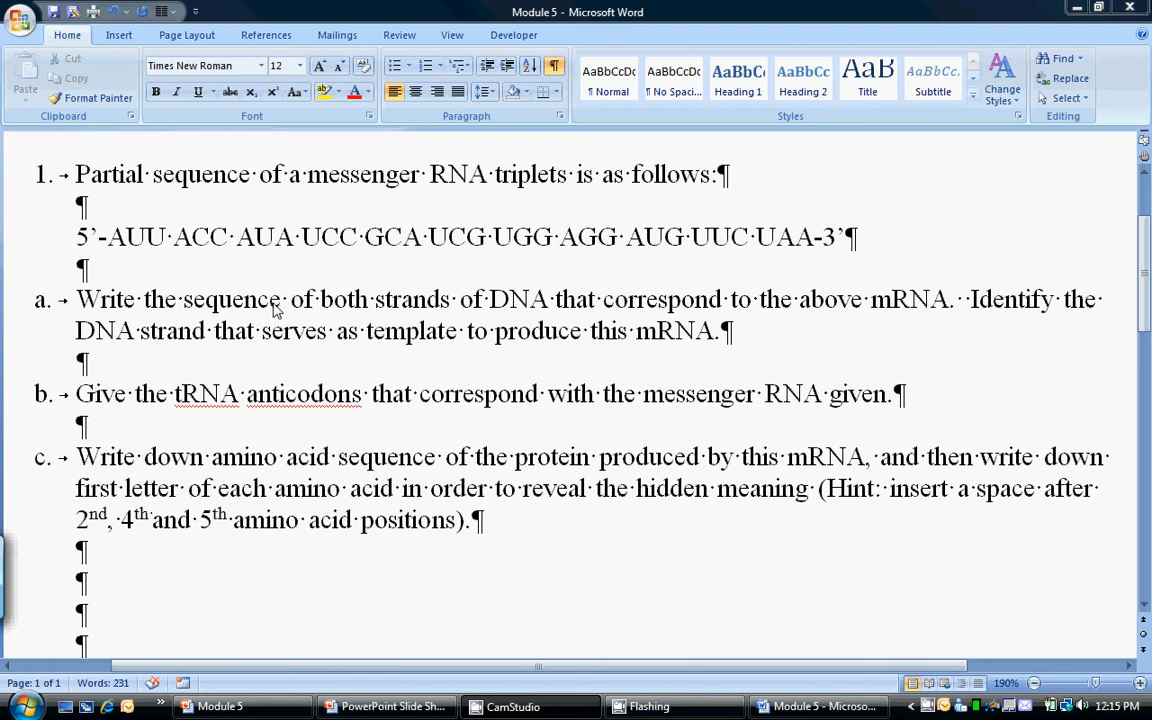 Module 5 - Microsoft Word
Home Insert Page Layout References Mailings Review View Developer
Paste
Cut
Copy
Format Painter
Clipboard
Times New Roman 12
Font
Paragraph
AaBbCcDc AaBbCcDc AaBbC AaBbCc AaB AaBbCc.
¶ Normal ¶ No Spaci... Heading 1 Heading 2 Title Subtitle
Styles
Change Styles
Find
Replace
Select
Editing
1. Partial sequence of a messenger RNA triplets is as follows:¶
¶
5’-AUU ACC AUA UCC GCA UCG UGG AGG AUG UUC UAA-3’¶
¶
a. Write the sequence of both strands of DNA that correspond to the above mRNA.  Identify the
DNA strand that serves as template to produce this mRNA.¶
¶
b. Give the tRNA anticodons that correspond with the messenger RNA given.¶
¶
c. Write down amino acid sequence of the protein produced by this mRNA, and then write down
first letter of each amino acid in order to reveal the hidden meaning (Hint: insert a space after
2nd, 4th and 5th amino acid positions).¶
¶
¶
¶
¶
Page: 1 of 1 Words: 231 190%
Module 5 PowerPoint Slide Sh... CamStudio Flashing Module 5 - Microso... 12:15 PM